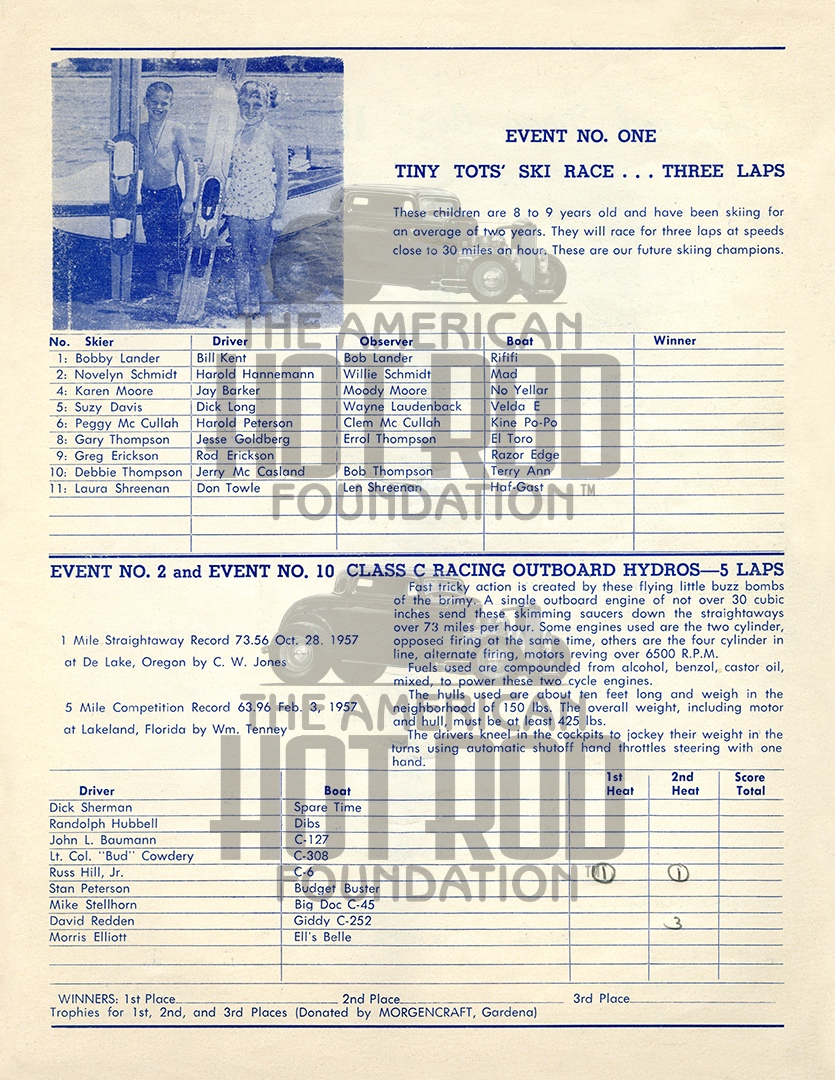 EVENT NO. ONE
TINY TOTS' SKI RACE . . . THREE LAPS
These children are 8 to 9 years old and have been skiing for
an average of two years. They will race for three laps at speeds
close to 30 miles an hour. These are our future skiing champions.
THE AMERICAN
HOT ROD
FOUNDATION™
No. Skier Driver Observer Boat Winner
1: Bobby Lander Bill Kent Bob Lander Rififi
2: Novelyn Schmidt Harold Hannemann Willie Schmidt Mad
4: Karen Moore Jay Barker Moody Moore No Yellar
5: Suzy Davis Dick Long Wayne Laudenback Velda E
6: Peggy Mc Cullah Harold Peterson Clem Mc Cullah Kine Po-Po
8: Gary Thompson Jesse Goldberg Errol Thompson El Toro
9: Greg Erickson Rod Erickson Razor Edge
10: Debbie Thompson Jerry Mc Casland Bob Thompson Terry Ann
11: Laura Shreenan Don Towle Len Shreenan Haf-Gast
EVENT NO. 2 and EVENT NO. 10 CLASS C RACING OUTBOARD HYDROS—5 LAPS
1 Mile Straightaway Record 73.56 Oct. 28. 1957
at De Lake, Oregon by C. W. Jones
5 Mile Competition Record 63.96 Feb. 3, 1957
at Lakeland, Florida by Wm. Tenney
Fast tricky action is created by these flying little buzz bombs
of the brimy. A single outboard engine of not over 30 cubic
inches send these skimming saucers down the straightaways
over 73 miles per hour. Some engines used are the two cylinder,
opposed firing at the same time, others are the four cylinder in
line, alternate firing, motors reving over 6500 R.P.M.
Fuels used are compounded from alcohol, benzol, castor oil,
mixed, to power these two cycle engines.
The hulls used are about ten feet long and weigh in the
neighborhood of 150 lbs. The overall weight, including motor
and hull, must be at least 425 lbs.
The drivers kneel in the cockpits to jockey their weight in the
turns using automatic shutoff hand throttles steering with one
hand.
THE AMERICAN
HOT ROD
FOUNDATION™
Driver Boat 1st Heat 2nd Heat Score Total
Dick Sherman Spare Time
Randolph Hubbell Dibs
John L. Baumann C-127
Lt. Col. "Bud" Cowdery C-308
Russ Hill, Jr. C-6 1 1
Stan Peterson Budget Buster
Mike Stellhorn Big Doc C-45
David Redden Giddy C-252 3
Morris Elliott Ell's Belle
WINNERS: 1st Place 2nd Place 3rd Place
Trophies for 1st, 2nd, and 3rd Places (Donated by MORGENCRAFT, Gardena)